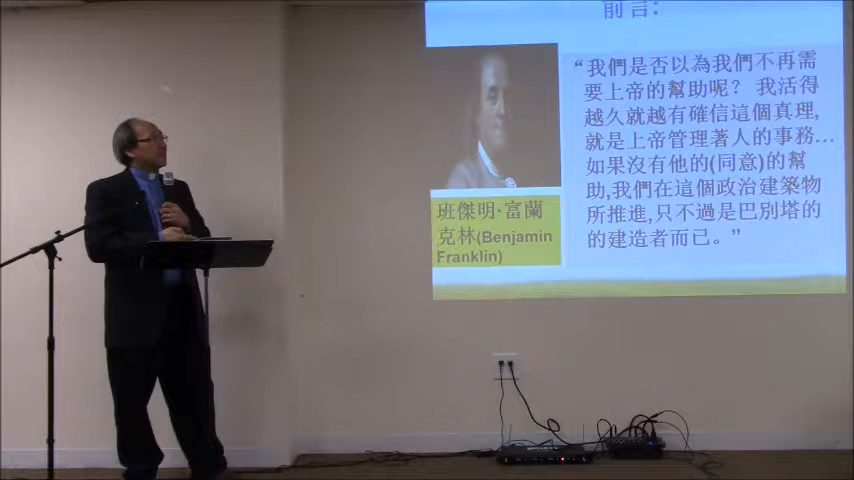 前言:
“我們是否以為我們不再需
要上帝的幫助呢? 我活得
越久就越有確信這個真理,
就是上帝管理著人的事務...
如果沒有他的(同意)的幫
助,我們在這個政治建築物
所推進,只不過是巴別塔的
的建造者而已。”
班傑明·富蘭
克林(Benjamin
Franklin)